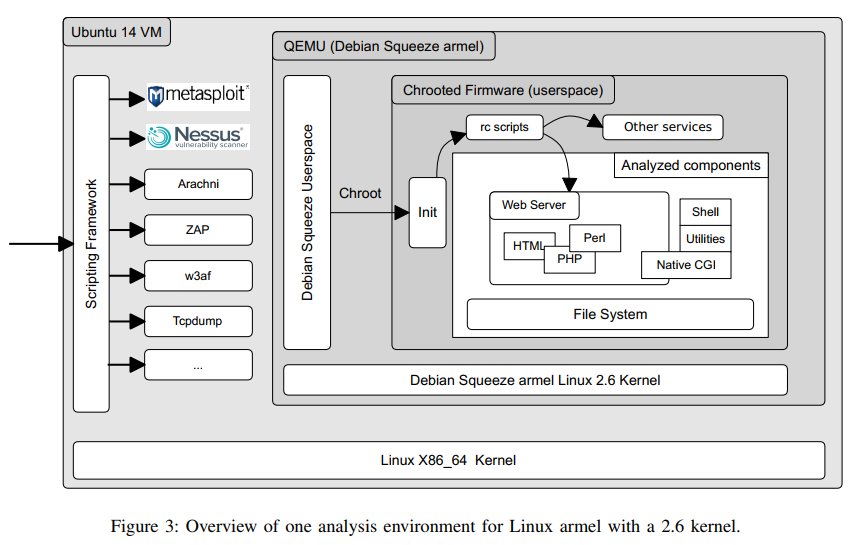 Ubuntu 14 VM
Scripting Framework
metasploit
Nessus
vulnerability scanner
Arachni
ZAP
w3af
Tcpdump
...
QEMU (Debian Squeeze armel)
Debian Squeeze Userspace
Chroot
Chrooted Firmware (userspace)
Init
rc scripts
Other services
Analyzed components
Web Server
HTML
PHP
Perl
Shell
Utilities
Native CGI
File System
Debian Squeeze armel Linux 2.6 Kernel
Linux X86_64 Kernel
Figure 3: Overview of one analysis environment for Linux armel with a 2.6 kernel.